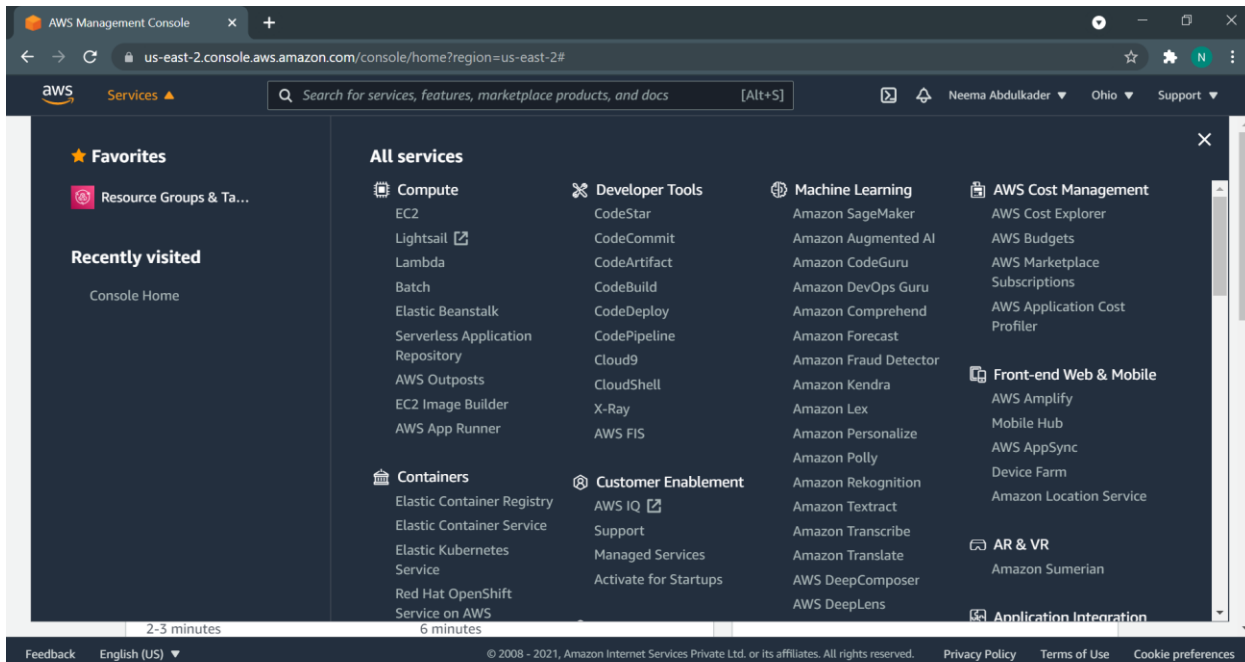 AWS Management Console
us-east-2.console.aws.amazon.com/console/home?region=us-east-2#
N
aws
Services
Search for services, features, marketplace products, and docs
[Alt+S]
Neema Abdulkader
Ohio
Support
Favorites
Resource Groups & Ta...
Recently visited
Console Home
All services
Compute
EC2
Lightsail
Lambda
Batch
Elastic Beanstalk
Serverless Application
Repository
AWS Outposts
EC2 Image Builder
AWS App Runner
Containers
Elastic Container Registry
Elastic Container Service
Elastic Kubernetes
Service
Red Hat OpenShift
Service on AWS
Developer Tools
CodeStar
CodeCommit
CodeArtifact
CodeBuild
CodeDeploy
CodePipeline
Cloud9
CloudShell
X-Ray
AWS FIS
Customer Enablement
AWS IQ
Support
Managed Services
Activate for Startups
Machine Learning
Amazon SageMaker
Amazon Augmented AI
Amazon CodeGuru
Amazon DevOps Guru
Amazon Comprehend
Amazon Forecast
Amazon Fraud Detector
Amazon Kendra
Amazon Lex
Amazon Personalize
Amazon Polly
Amazon Rekognition
Amazon Textract
Amazon Transcribe
Amazon Translate
AWS DeepComposer
AWS DeepLens
AWS Cost Management
AWS Cost Explorer
AWS Budgets
AWS Marketplace
Subscriptions
AWS Application Cost
Profiler
Front-end Web & Mobile
AWS Amplify
Mobile Hub
AWS AppSync
Device Farm
Amazon Location Service
AR & VR
Amazon Sumerian
Application Integration
2-3 minutes
6 minutes
Feedback
English (US)
© 2008 - 2021, Amazon Internet Services Private Ltd. or its affiliates. All rights reserved.
Privacy Policy
Terms of Use
Cookie preferences